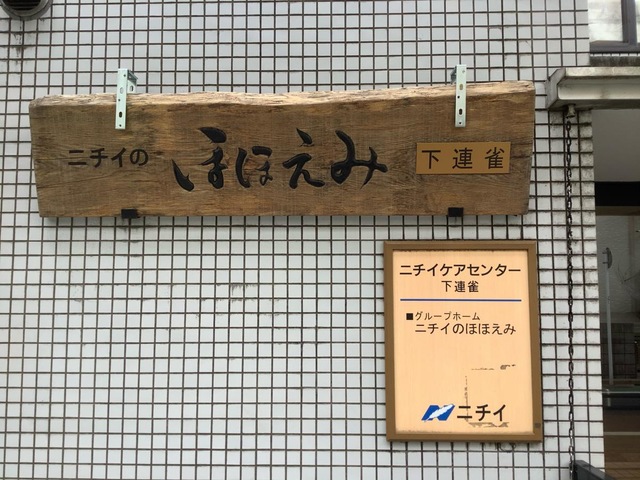 ニチイの ほほえみ 下連雀
ニチイケアセンター
下連雀
■グループホーム
ニチイのほほえみ
ニチイ